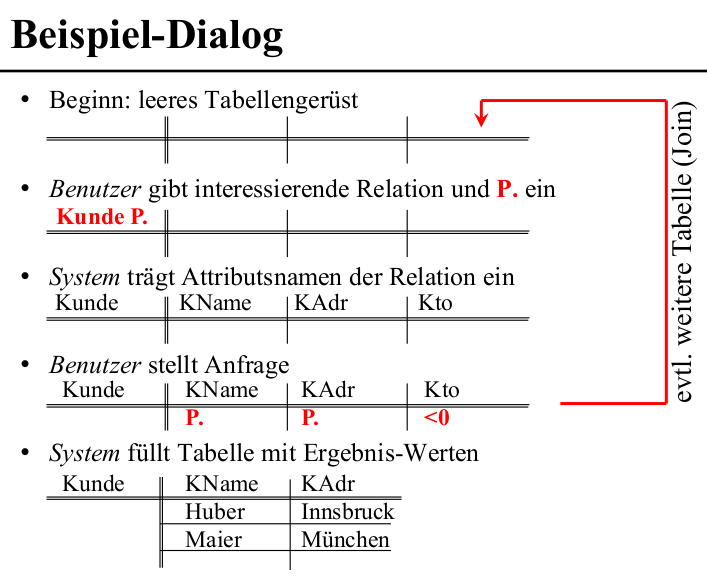 Beispiel-Dialog
• Beginn: leeres Tabellengerüst
• Benutzer gibt interessierende Relation und P. ein
Kunde P.
• System trägt Attributsnamen der Relation ein
Kunde KName KAdr Kto
• Benutzer stellt Anfrage
Kunde KName KAdr Kto
P. P. <0
• System füllt Tabelle mit Ergebnis-Werten
Kunde KName KAdr
Huber Innsbruck
Maier München
evtl. weitere Tabelle (Join)